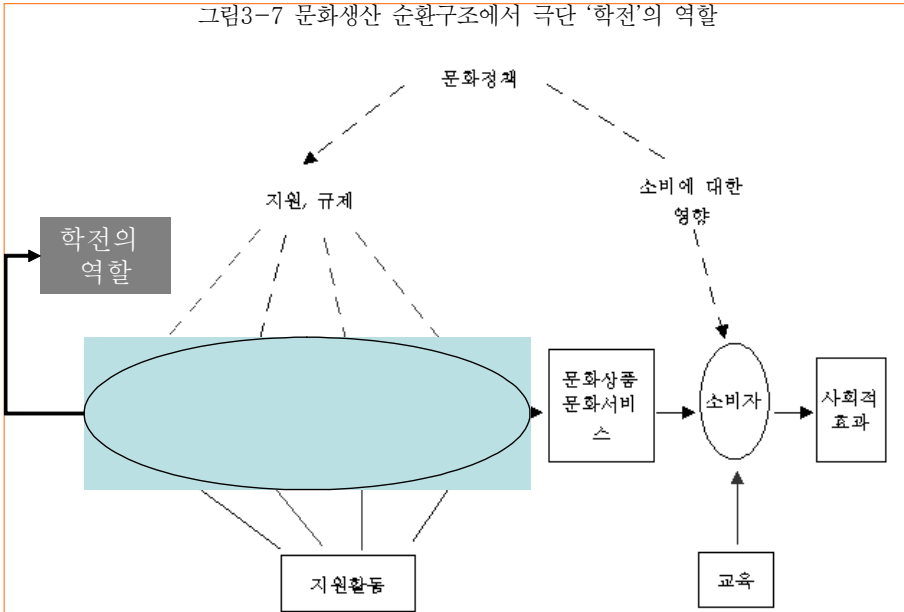 그림3-7 문화생산 순환구조에서 극단 ‘학전’의 역할
문화정책
지원, 규제
소비에 대한
영향
학전의
역할
문화상품
문화서비
스
소비자
사회적
효과
지원활동
교육